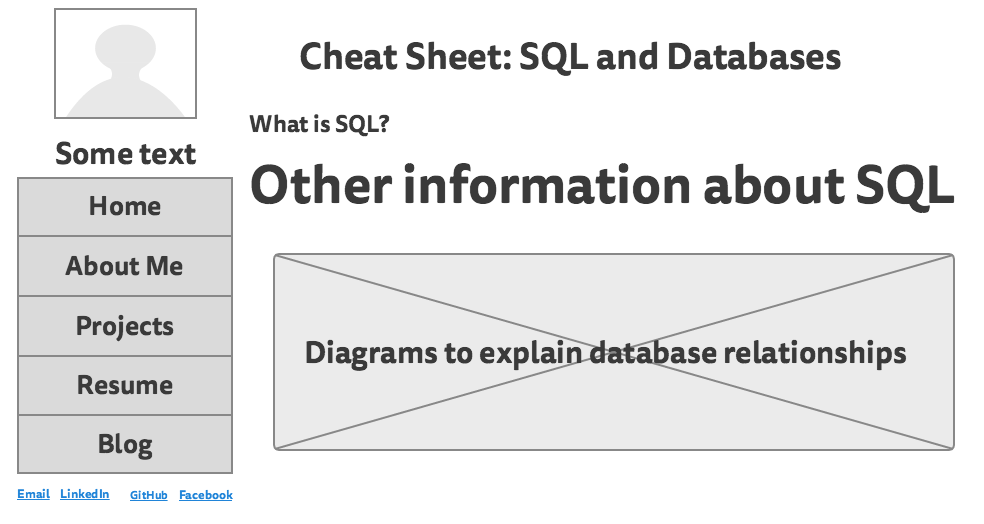 Some text
Home
About Me
Projects
Resume
Blog
Email LinkedIn GitHub Facebook
Cheat Sheet: SQL and Databases
What is SQL?
Other information about SQL
Diagrams to explain database relationships